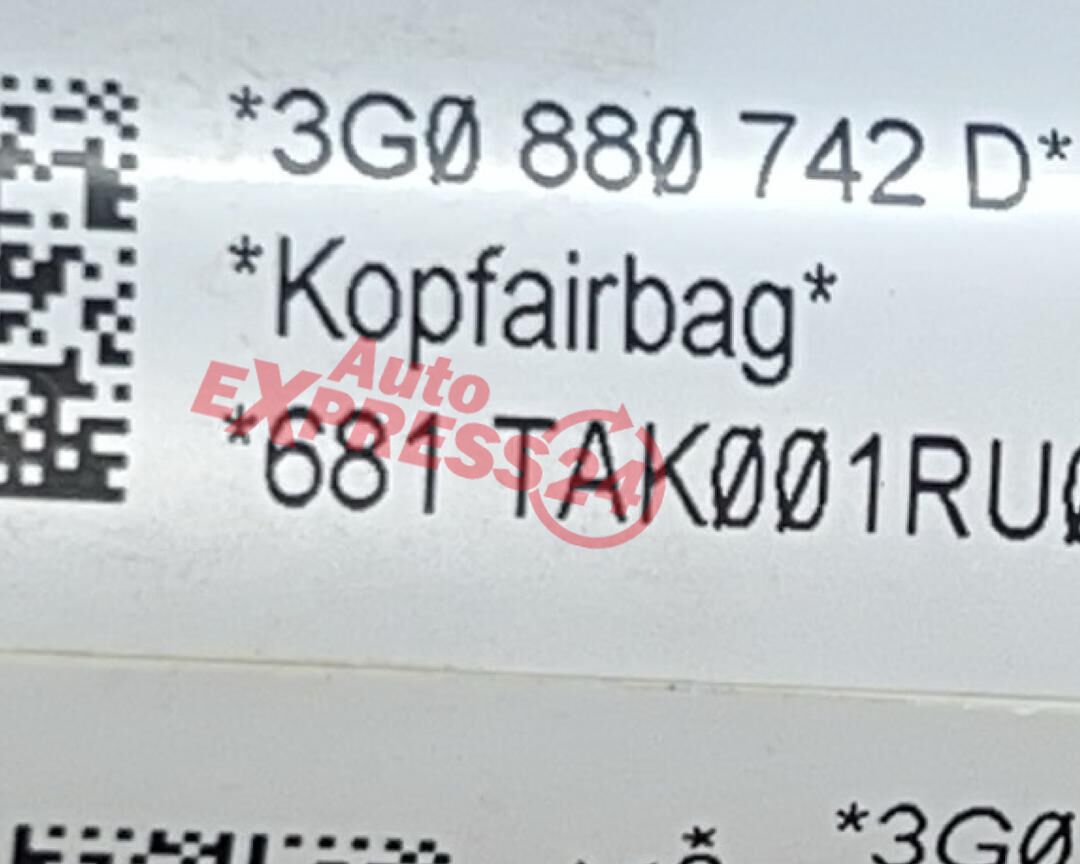 *3GØ 88Ø 742 D*
*Kopfairbag*
Auto
EXPRESS24
*681 TAKØØ1RU
*3GØ